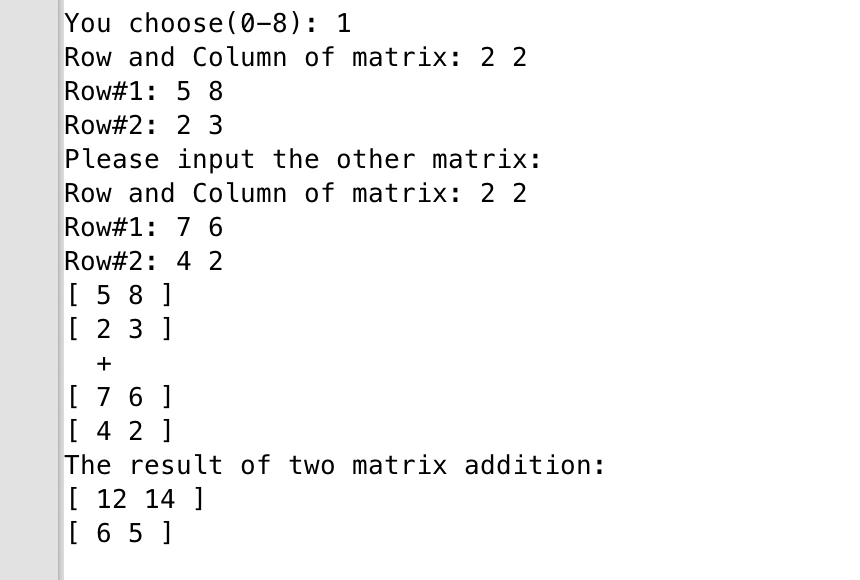 You choose(0-8): 1
Row and Column of matrix: 2 2
Row#1: 5 8
Row#2: 2 3
Please input the other matrix:
Row and Column of matrix: 2 2
Row#1: 7 6
Row#2: 4 2
[ 5 8 ]
[ 2 3 ]
+
[ 7 6 ]
[ 4 2 ]
The result of two matrix addition:
[ 12 14 ]
[ 6 5 ]